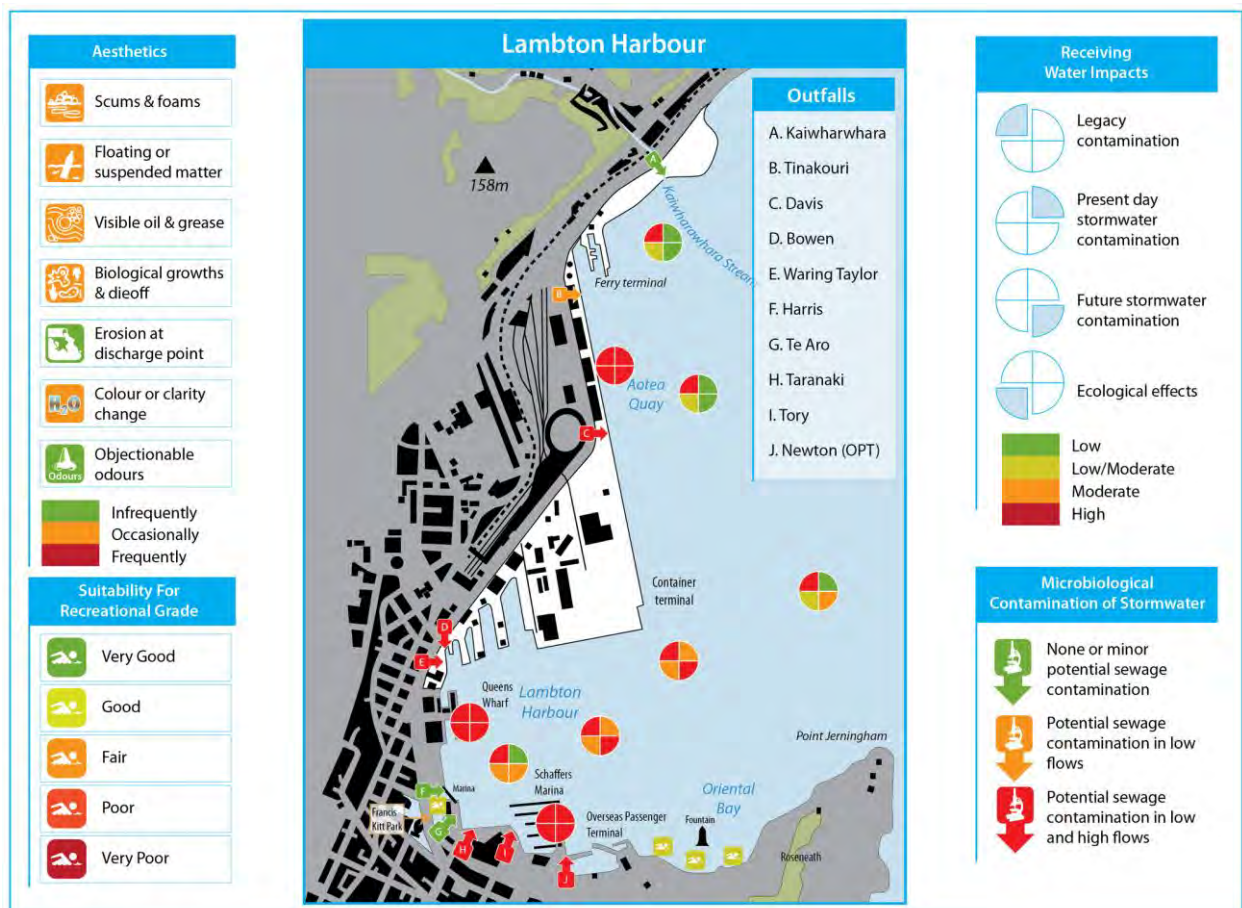 Aesthetics
Scums & foams
Floating or
suspended matter
Visible oil & grease
Biological growths
& dieoff
Erosion at
discharge point
H₂O
Colour or clarity
change
Odours
Objectionable
odours
Infrequently
Occasionally
Frequently
Suitability For
Recreational Grade
Very Good
Good
Fair
Poor
Very Poor
Lambton Harbour
158m
A
Kaiwharawhara Stream
Ferry terminal
B
Aotea
Quay
C
Container
terminal
D
E
Queens
Wharf
Lambton
Harbour
Point Jerningham
Schaffers
Marina
Oriental
Bay
F
Marina
Francis
Kitt Park
G
H
I
Overseas Passenger
Terminal
Fountain
Roseneath
J
Outfalls
A. Kaiwharwhara
B. Tinakouri
C. Davis
D. Bowen
E. Waring Taylor
F. Harris
G. Te Aro
H. Taranaki
I. Tory
J. Newton (OPT)
Receiving
Water Impacts
Legacy
contamination
Present day
stormwater
contamination
Future stormwater
contamination
Ecological effects
Low
Low/Moderate
Moderate
High
Microbiological
Contamination of Stormwater
None or minor
potential sewage
contamination
Potential sewage
contamination in low
flows
Potential sewage
contamination in low
and high flows